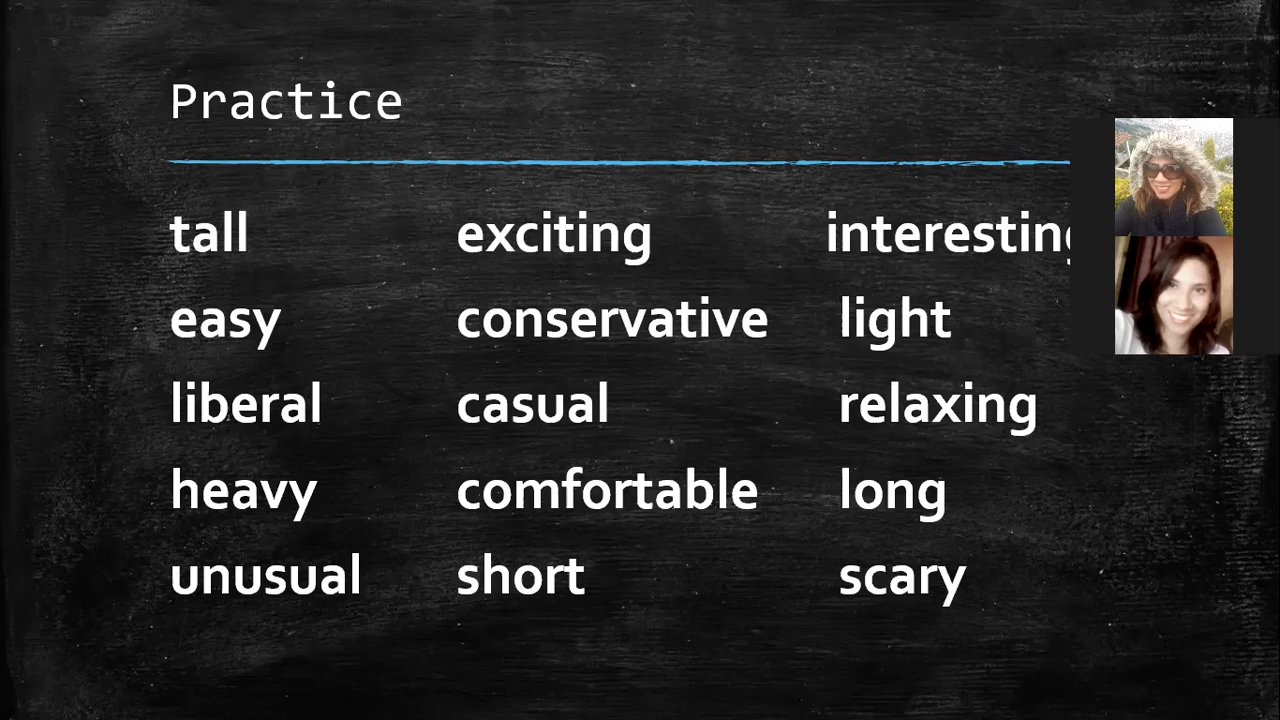 Practice
tall exciting interesting
easy conservative light
liberal casual relaxing
heavy comfortable long
unusual short scary